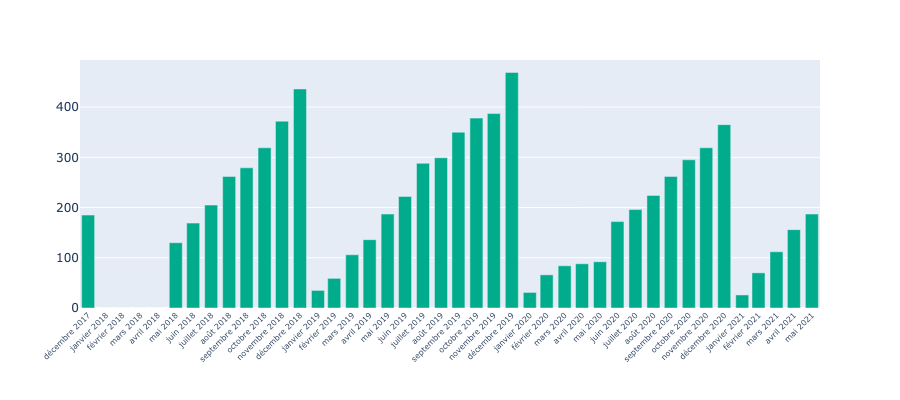 400
300
200
100
0
décembre 2017
janvier 2018
février 2018
mars 2018
avril 2018
mai 2018
juin 2018
juillet 2018
août 2018
septembre 2018
octobre 2018
novembre 2018
décembre 2018
janvier 2019
février 2019
mars 2019
avril 2019
mai 2019
juin 2019
juillet 2019
août 2019
septembre 2019
octobre 2019
novembre 2019
décembre 2019
janvier 2020
février 2020
mars 2020
avril 2020
mai 2020
juin 2020
juillet 2020
août 2020
septembre 2020
octobre 2020
novembre 2020
décembre 2020
janvier 2021
février 2021
mars 2021
avril 2021
mai 2021